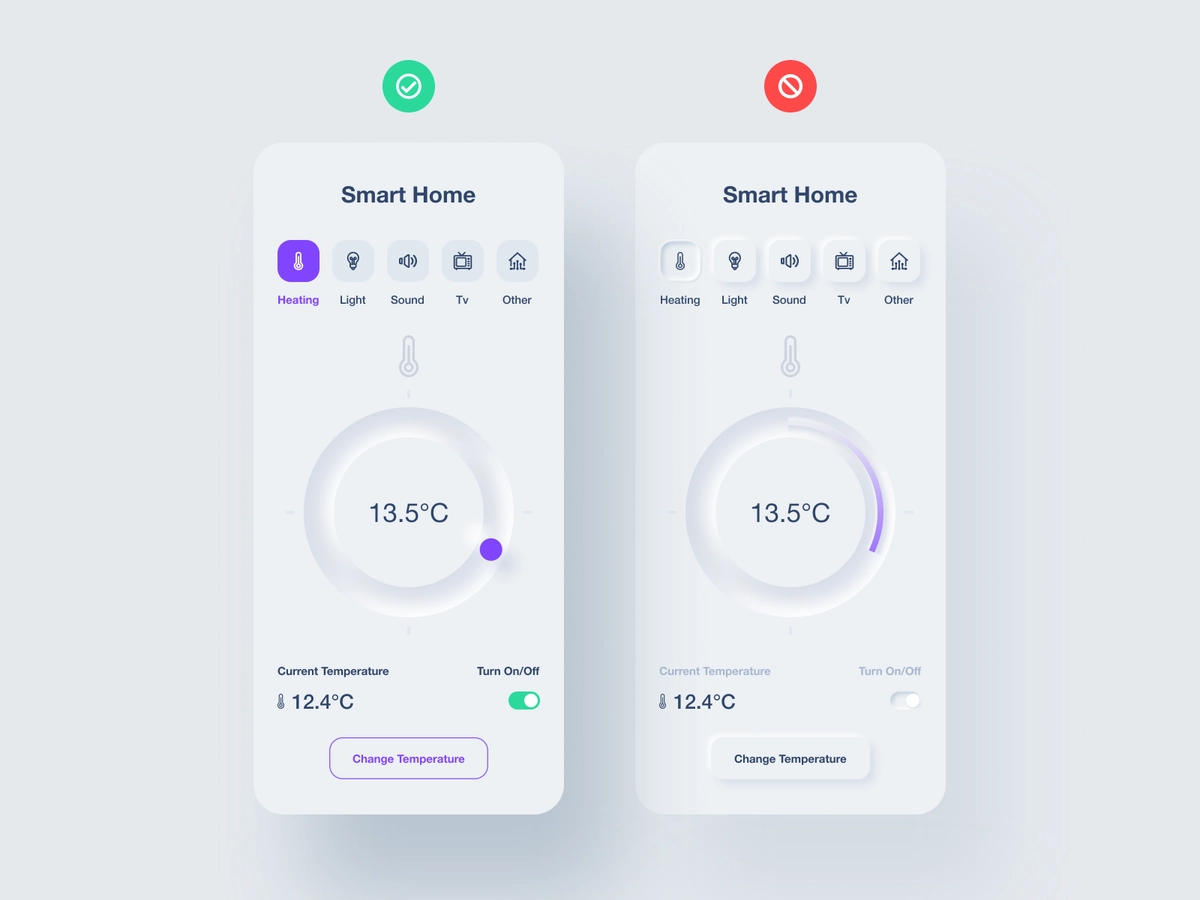 Smart Home
Heating Light Sound Tv Other
13.5°C
Current Temperature Turn On/Off
12.4°C
Change Temperature
Smart Home
Heating Light Sound Tv Other
13.5°C
Current Temperature Turn On/Off
12.4°C
Change Temperature